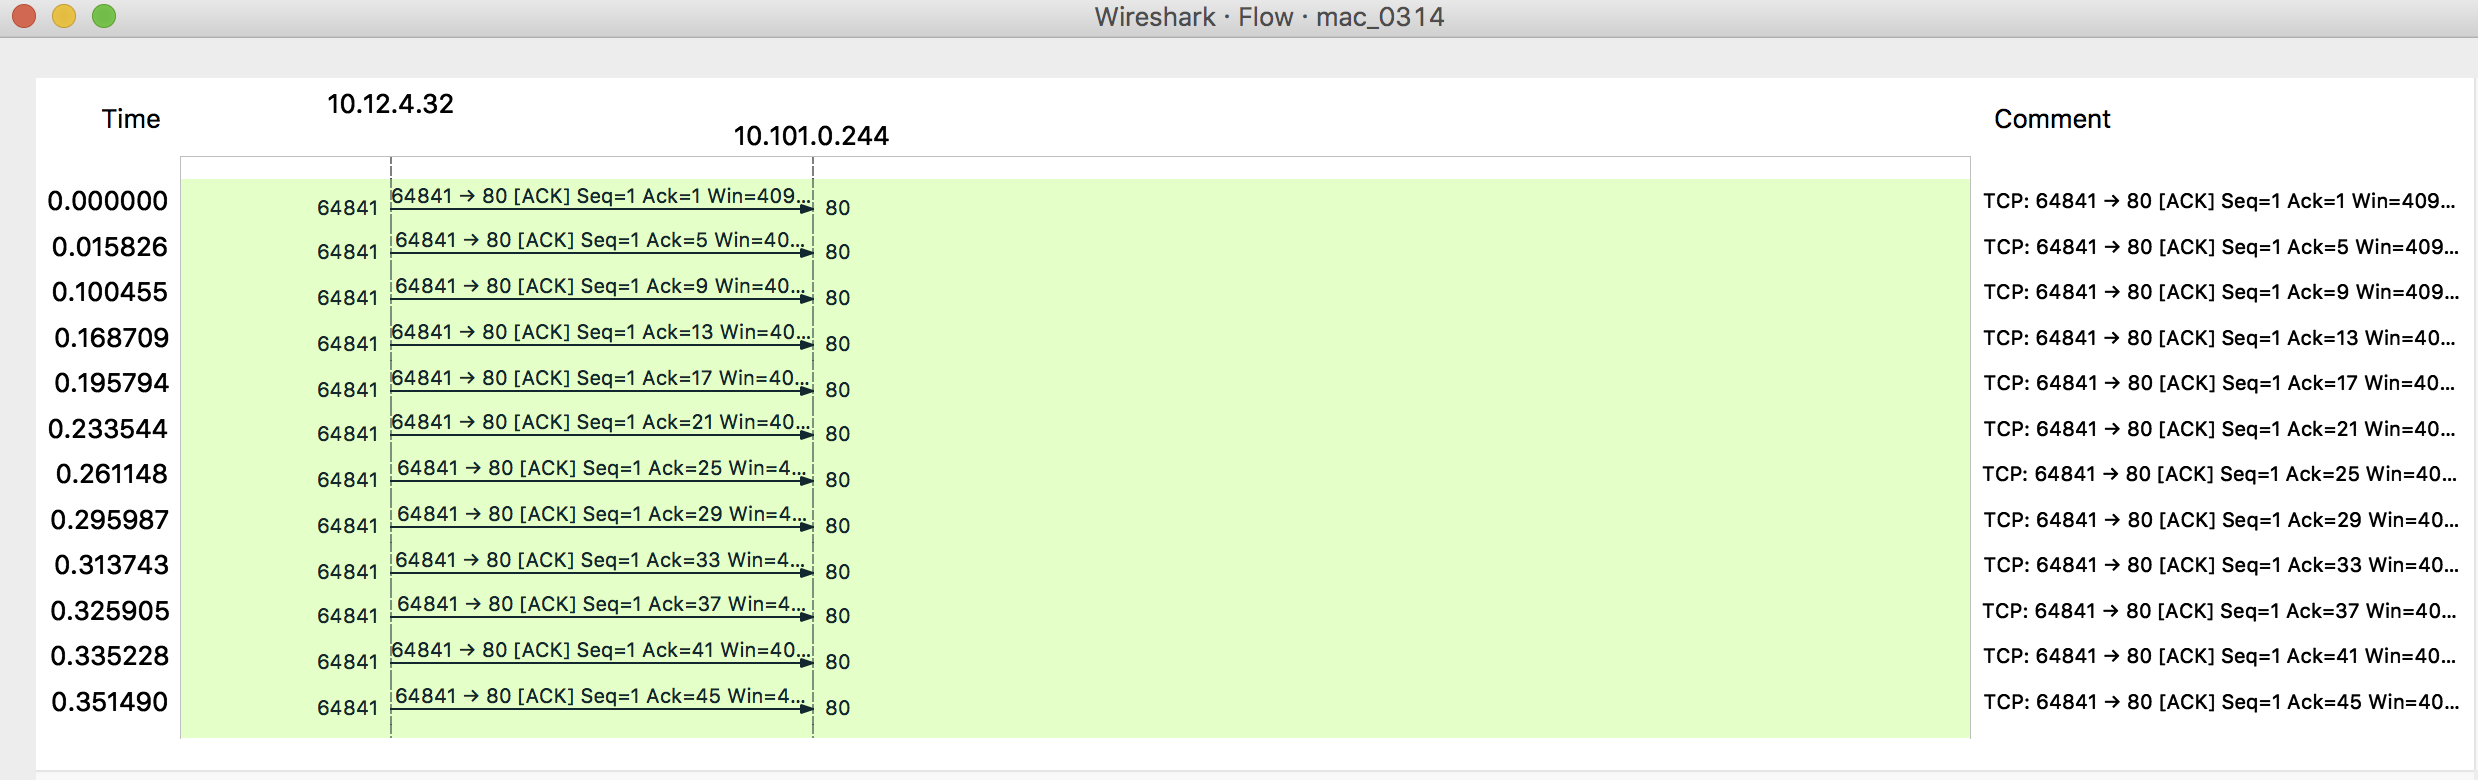 Wireshark · Flow · mac_0314
Time 10.12.4.32 10.101.0.244 Comment
0.000000 64841 64841 → 80 [ACK] Seq=1 Ack=1 Win=409... 80 TCP: 64841 → 80 [ACK] Seq=1 Ack=1 Win=409...
0.015826 64841 64841 → 80 [ACK] Seq=1 Ack=5 Win=40... 80 TCP: 64841 → 80 [ACK] Seq=1 Ack=5 Win=409...
0.100455 64841 64841 → 80 [ACK] Seq=1 Ack=9 Win=40... 80 TCP: 64841 → 80 [ACK] Seq=1 Ack=9 Win=409...
0.168709 64841 64841 → 80 [ACK] Seq=1 Ack=13 Win=40... 80 TCP: 64841 → 80 [ACK] Seq=1 Ack=13 Win=40...
0.195794 64841 64841 → 80 [ACK] Seq=1 Ack=17 Win=40... 80 TCP: 64841 → 80 [ACK] Seq=1 Ack=17 Win=40...
0.233544 64841 64841 → 80 [ACK] Seq=1 Ack=21 Win=40... 80 TCP: 64841 → 80 [ACK] Seq=1 Ack=21 Win=40...
0.261148 64841 64841 → 80 [ACK] Seq=1 Ack=25 Win=4... 80 TCP: 64841 → 80 [ACK] Seq=1 Ack=25 Win=40...
0.295987 64841 64841 → 80 [ACK] Seq=1 Ack=29 Win=4... 80 TCP: 64841 → 80 [ACK] Seq=1 Ack=29 Win=40...
0.313743 64841 64841 → 80 [ACK] Seq=1 Ack=33 Win=4... 80 TCP: 64841 → 80 [ACK] Seq=1 Ack=33 Win=40...
0.325905 64841 64841 → 80 [ACK] Seq=1 Ack=37 Win=4... 80 TCP: 64841 → 80 [ACK] Seq=1 Ack=37 Win=40...
0.335228 64841 64841 → 80 [ACK] Seq=1 Ack=41 Win=40... 80 TCP: 64841 → 80 [ACK] Seq=1 Ack=41 Win=40...
0.351490 64841 64841 → 80 [ACK] Seq=1 Ack=45 Win=4... 80 TCP: 64841 → 80 [ACK] Seq=1 Ack=45 Win=40...